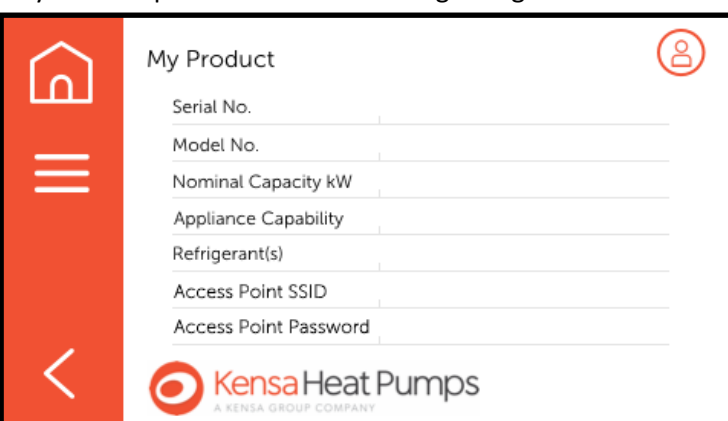 My Product
Serial No.
Model No.
Nominal Capacity kW
Appliance Capability
Refrigerant(s)
Access Point SSID
Access Point Password
Kensa Heat Pumps
A KENSA GROUP COMPANY